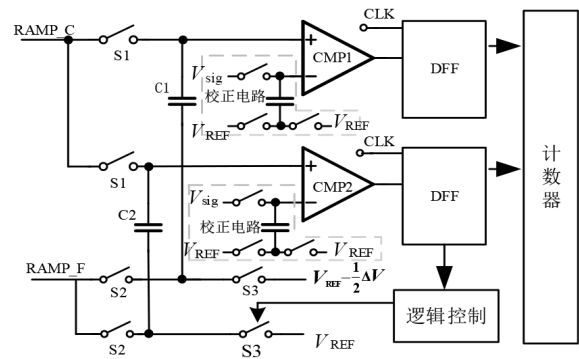 CLK
RAMP_C
S1
CMP1
DFF
C1
Vsig
校正电路
VREF
VREF
CLK
S1
CMP2
DFF
计数器
C2
Vsig
校正电路
VREF
VREF
RAMP_F
S2
S3
VREF-1/2ΔV
S2
S3
VREF
逻辑控制